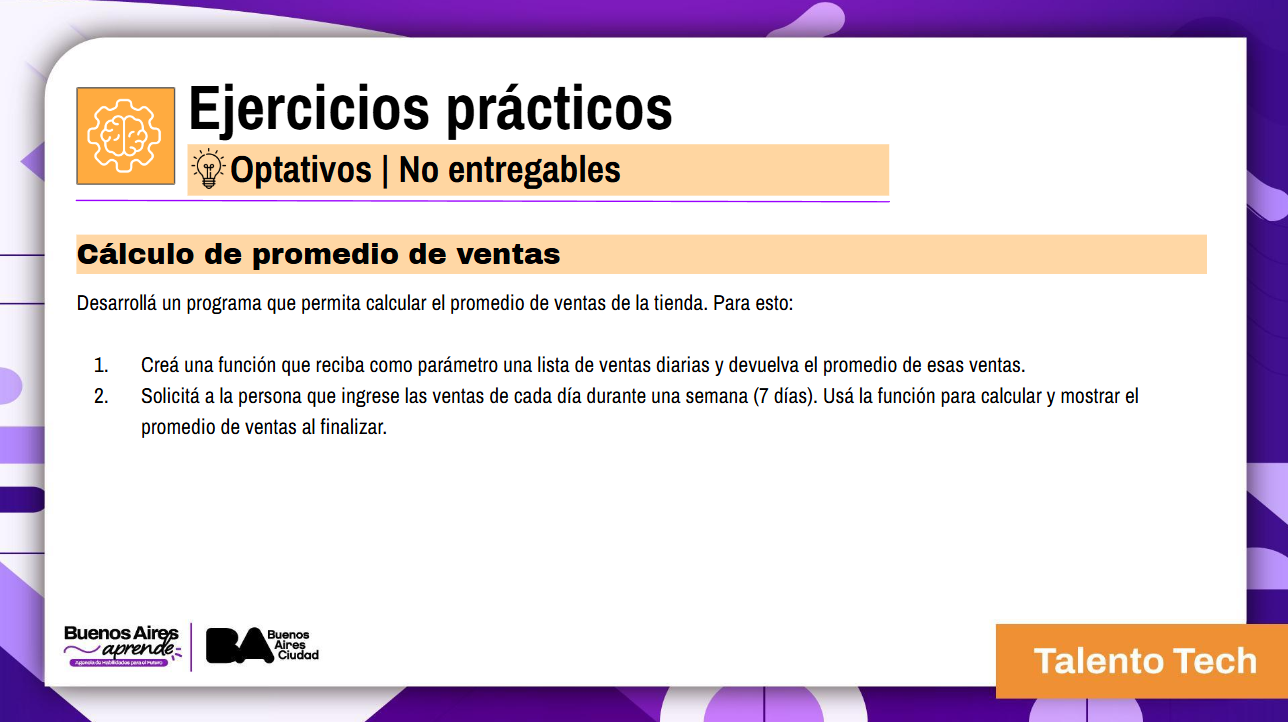 Ejercicios prácticos
Optativos | No entregables
Cálculo de promedio de ventas
Desarrollá un programa que permita calcular el promedio de ventas de la tienda. Para esto:
1. Creá una función que reciba como parámetro una lista de ventas diarias y devuelva el promedio de esas ventas.
2. Solicitá a la persona que ingrese las ventas de cada día durante una semana (7 días). Usá la función para calcular y mostrar el
promedio de ventas al finalizar.
Buenos Aires
aprende
Agencia de Habilidades para el Futuro
BA
Buenos
Aires
Ciudad
Talento Tech